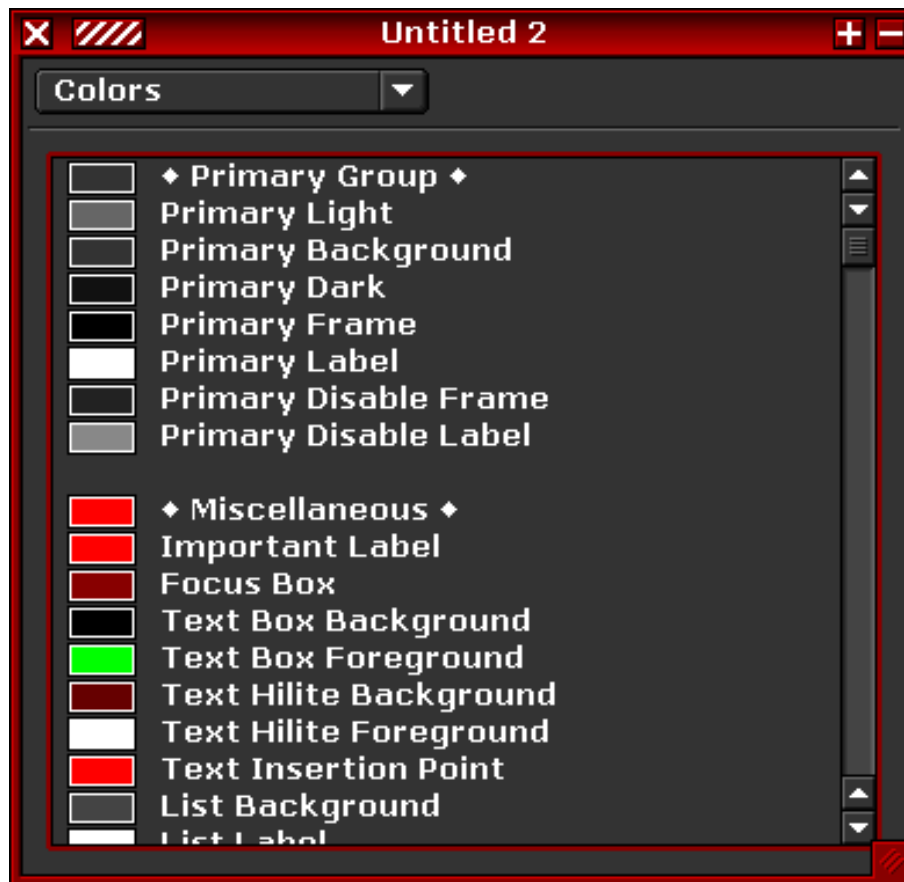 Untitled 2
Colors
◆ Primary Group ◆
Primary Light
Primary Background
Primary Dark
Primary Frame
Primary Label
Primary Disable Frame
Primary Disable Label
◆ Miscellaneous ◆
Important Label
Focus Box
Text Box Background
Text Box Foreground
Text Hilite Background
Text Hilite Foreground
Text Insertion Point
List Background
List Label